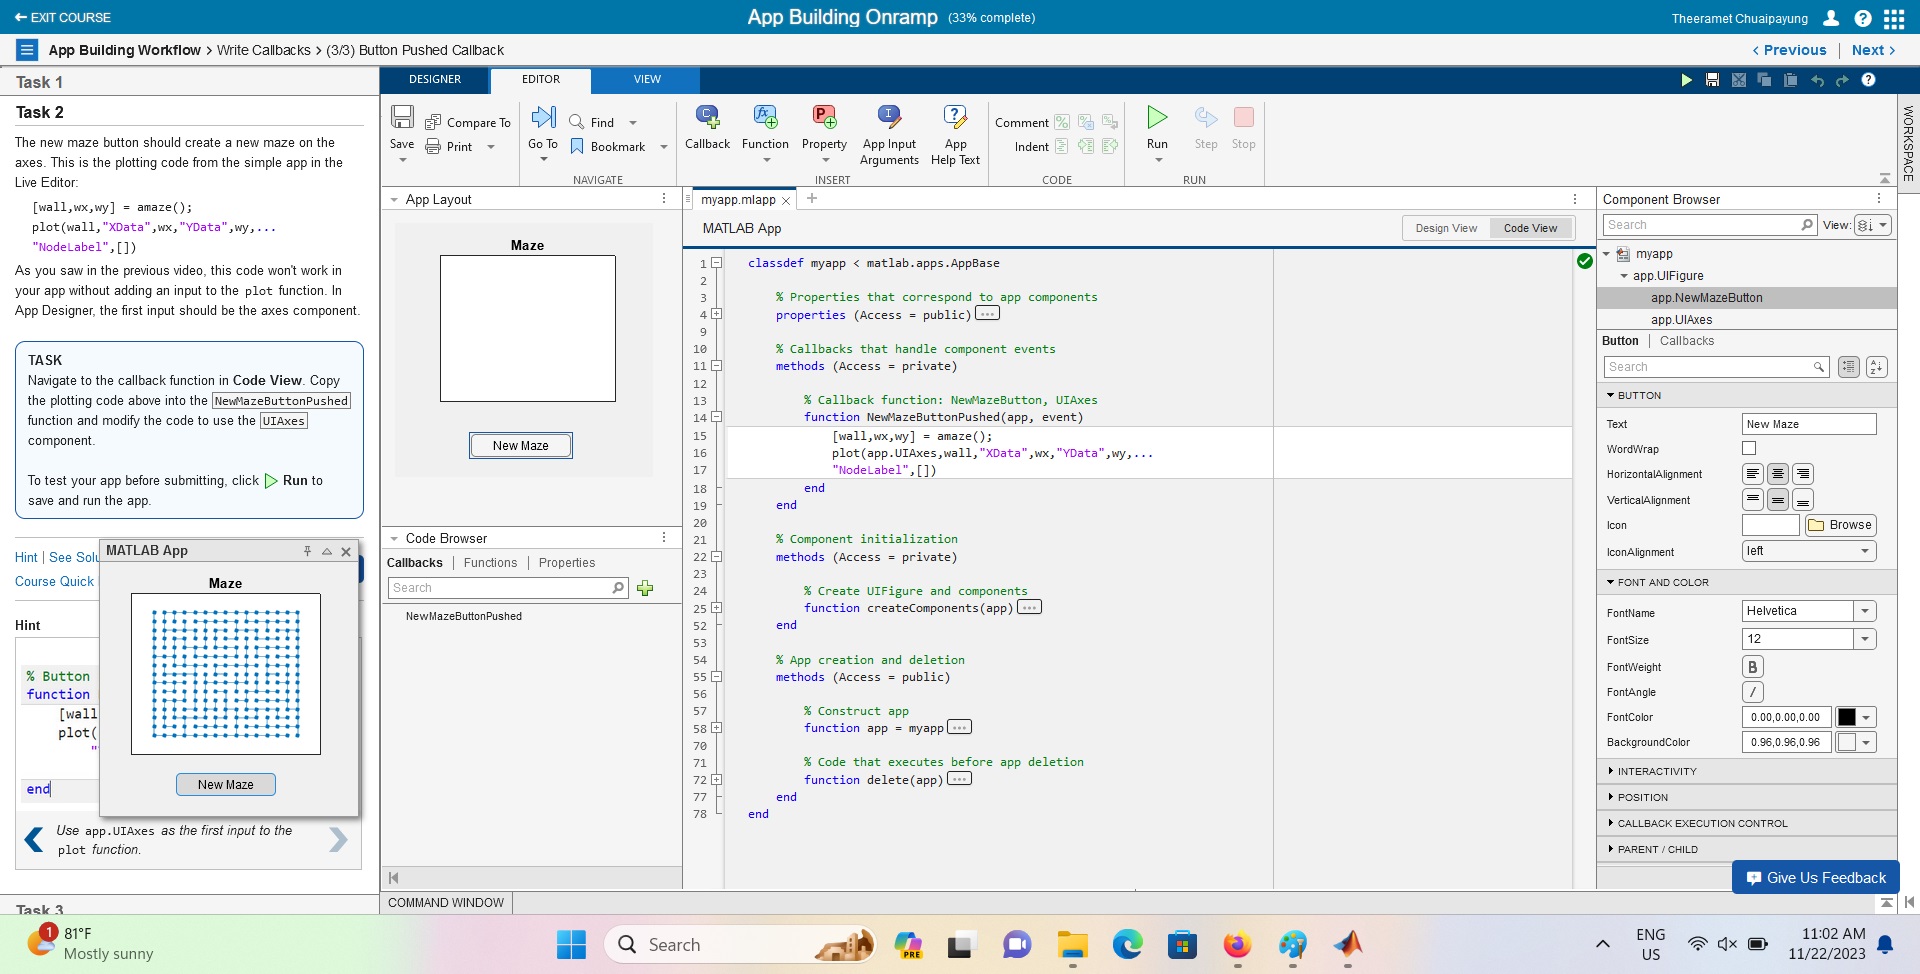 EXIT COURSE
App Building Onramp (33% complete)
Theeramet Chuaipayung
App Building Workflow > Write Callbacks > (3/3) Button Pushed Callback
< Previous | Next >
Task 1
Task 2
The new maze button should create a new maze on the
axes. This is the plotting code from the simple app in the
Live Editor:
[wall,wx,wy] = amaze();
plot(wall,"XData",wx,"YData",wy,...
"NodeLabel",[])
As you saw in the previous video, this code won't work in
your app without adding an input to the plot function. In
App Designer, the first input should be the axes component.
TASK
Navigate to the callback function in Code View. Copy
the plotting code above into the NewMazeButtonPushed
function and modify the code to use the UIAxes
component.
To test your app before submitting, click Run to
save and run the app.
Hint | See Solu
Course Quick
MATLAB App
Maze
New Maze
Hint
% Button
function
[wall
plot(
end
Use app.UIAxes as the first input to the
plot function.
Task 3
DESIGNER
EDITOR
VIEW
Save
Compare To
Print
Go To
Find
Bookmark
NAVIGATE
Callback
Function
Property
App Input
Arguments
App
Help Text
INSERT
Comment
Indent
CODE
Run
Step
Stop
RUN
WORKSPACE
App Layout
Maze
New Maze
Code Browser
Callbacks | Functions | Properties
Search
NewMazeButtonPushed
myapp.mlapp
MATLAB App
Design View
Code View
1 classdef myapp < matlab.apps.AppBase
2
3 % Properties that correspond to app components
4 properties (Access = public) ...
9
10 % Callbacks that handle component events
11 methods (Access = private)
12
13 % Callback function: NewMazeButton, UIAxes
14 function NewMazeButtonPushed(app, event)
15 [wall,wx,wy] = amaze();
16 plot(app.UIAxes,wall,"XData",wx,"YData",wy,...
17 "NodeLabel",[])
18 end
19 end
20
21 % Component initialization
22 methods (Access = private)
23
24 % Create UIFigure and components
25 function createComponents(app) ...
52 end
53
54 % App creation and deletion
55 methods (Access = public)
56
57 % Construct app
58 function app = myapp ...
70
71 % Code that executes before app deletion
72 function delete(app) ...
77 end
78 end
COMMAND WINDOW
Component Browser
Search
View:
myapp
app.UIFigure
app.NewMazeButton
app.UIAxes
Button | Callbacks
Search
BUTTON
Text New Maze
WordWrap
HorizontalAlignment
VerticalAlignment
Icon Browse
IconAlignment left
FONT AND COLOR
FontName Helvetica
FontSize 12
FontWeight B
FontAngle I
FontColor 0.00,0.00,0.00
BackgroundColor 0.96,0.96,0.96
INTERACTIVITY
POSITION
CALLBACK EXECUTION CONTROL
PARENT / CHILD
Give Us Feedback
1
81°F
Mostly sunny
Search
PRE
ENG
US
11:02 AM
11/22/2023